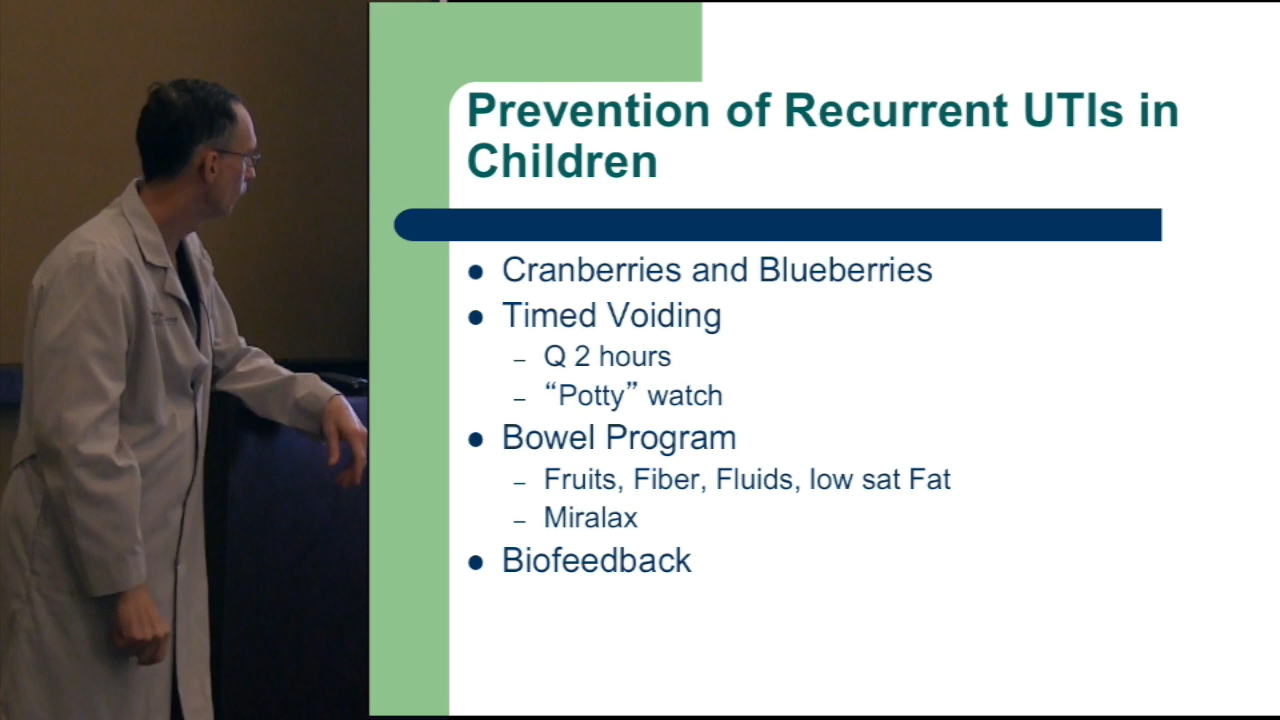 Prevention of Recurrent UTIs in
Children
● Cranberries and Blueberries
● Timed Voiding
– Q 2 hours
– “Potty” watch
● Bowel Program
– Fruits, Fiber, Fluids, low sat Fat
– Miralax
● Biofeedback